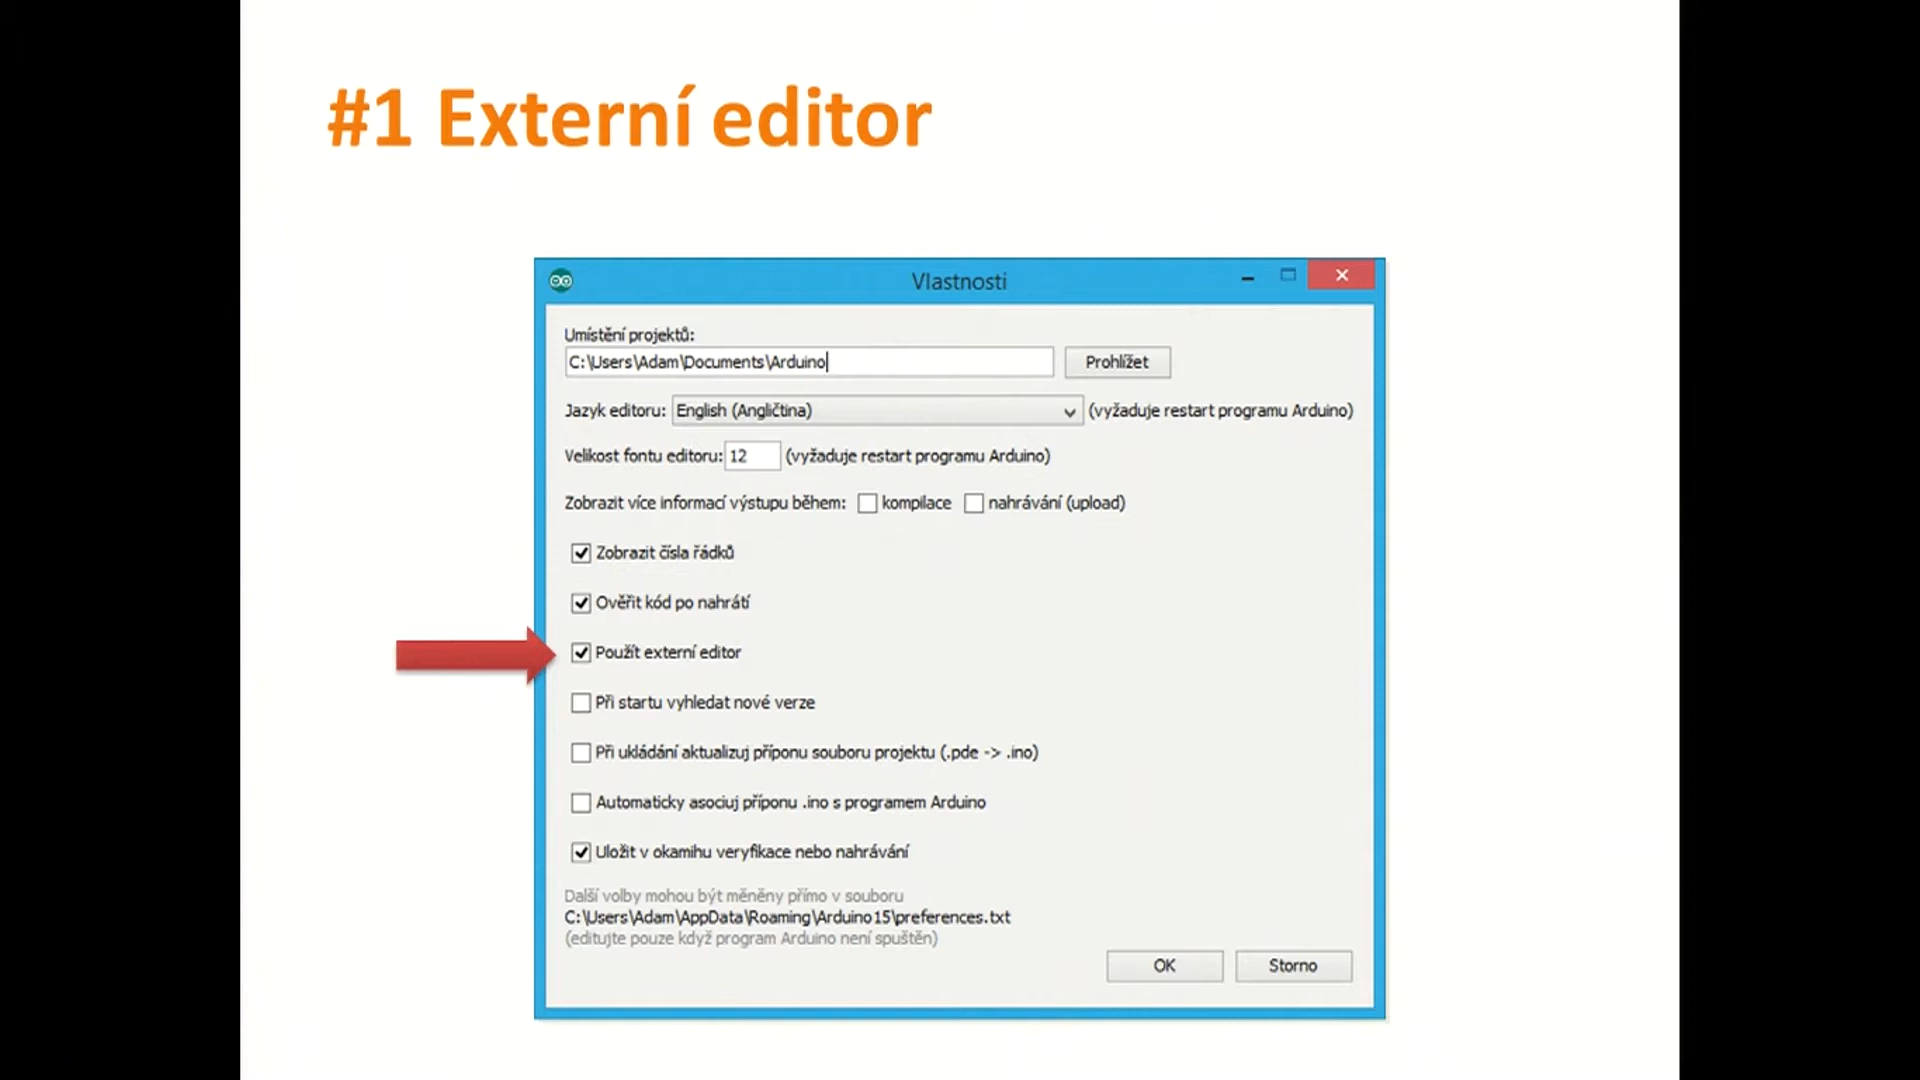 #1 Externí editor
Vlastnosti
Umístění projektů:
C:\Users\Adam\Documents\Arduino
Prohlížet
Jazyk editoru: English (Angličtina) (vyžaduje restart programu Arduino)
Velikost fontu editoru: 12 (vyžaduje restart programu Arduino)
Zobrazit více informací výstupu během: kompilace nahrávání (upload)
Zobrazit čísla řádků
Ověřit kód po nahrátí
Použít externí editor
Při startu vyhledat nové verze
Při ukládání aktualizuj příponu souboru projektu (.pde -> .ino)
Automaticky asociuj příponu .ino s programem Arduino
Uložit v okamihu veryfikace nebo nahrávání
Další volby mohou být měněny přímo v souboru
C:\Users\Adam\AppData\Roaming\Arduino15\preferences.txt
(editujte pouze když program Arduino není spuštěn)
OK
Storno